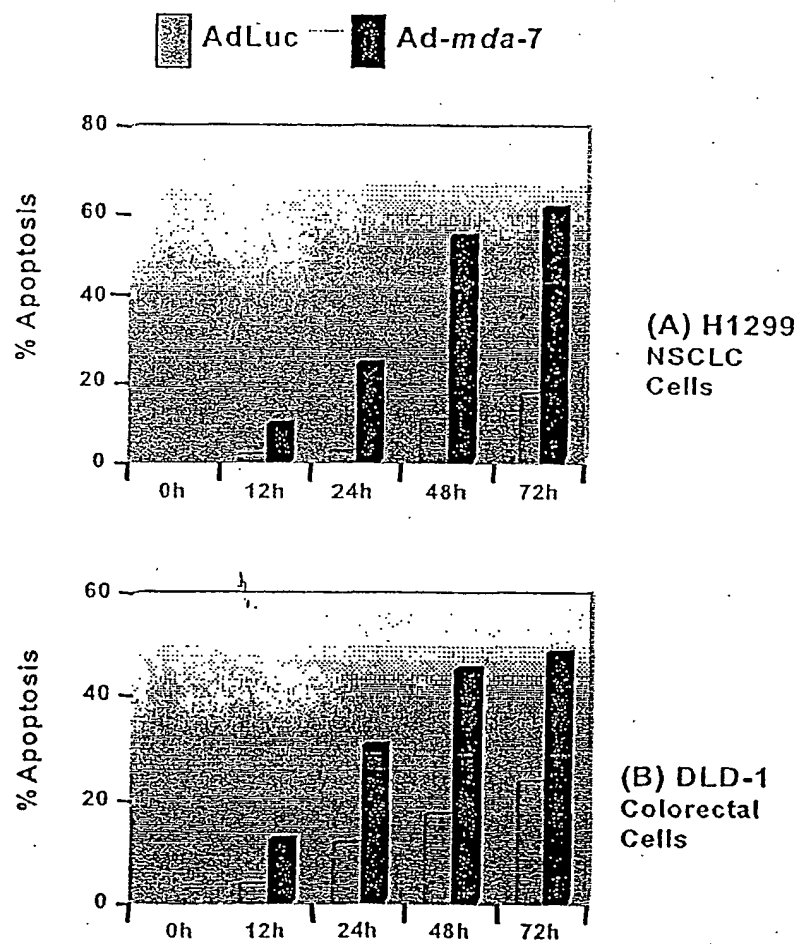 AdLuc Ad-mda-7
80
60
40
20
0
% Apoptosis
0h 12h 24h 48h 72h
(A) H1299
NSCLC
Cells
60
40
20
0
% Apoptosis
0h 12h 24h 48h 72h
(B) DLD-1
Colorectal
Cells